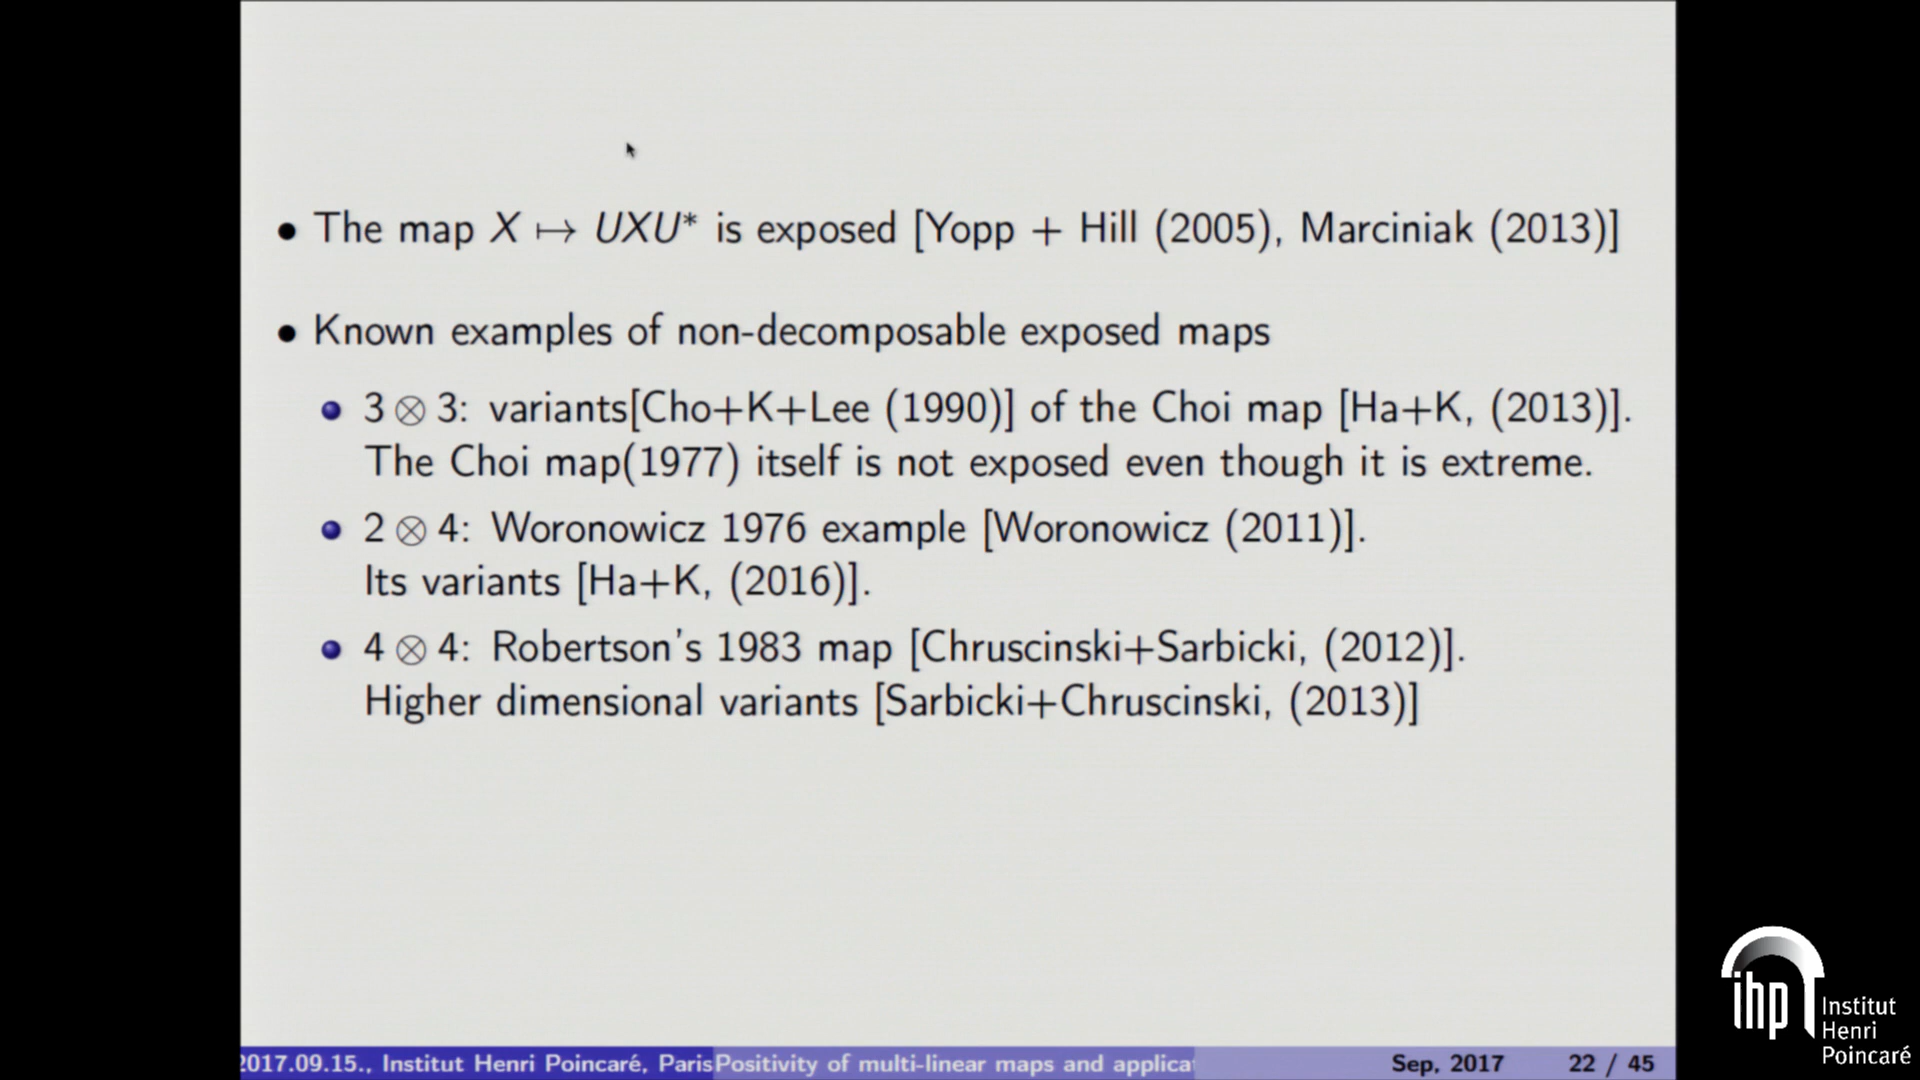 • The map X ↦ UXU* is exposed [Yopp + Hill (2005), Marciniak (2013)]
• Known examples of non-decomposable exposed maps
• 3 ⊗ 3: variants[Cho+K+Lee (1990)] of the Choi map [Ha+K, (2013)].
The Choi map(1977) itself is not exposed even though it is extreme.
• 2 ⊗ 4: Woronowicz 1976 example [Woronowicz (2011)].
Its variants [Ha+K, (2016)].
• 4 ⊗ 4: Robertson's 1983 map [Chruscinski+Sarbicki, (2012)].
Higher dimensional variants [Sarbicki+Chruscinski, (2013)]
2017.09.15., Institut Henri Poincaré, Paris Positivity of multi-linear maps and applicat Sep, 2017 22 / 45
ihp Institut
Henri
Poincaré